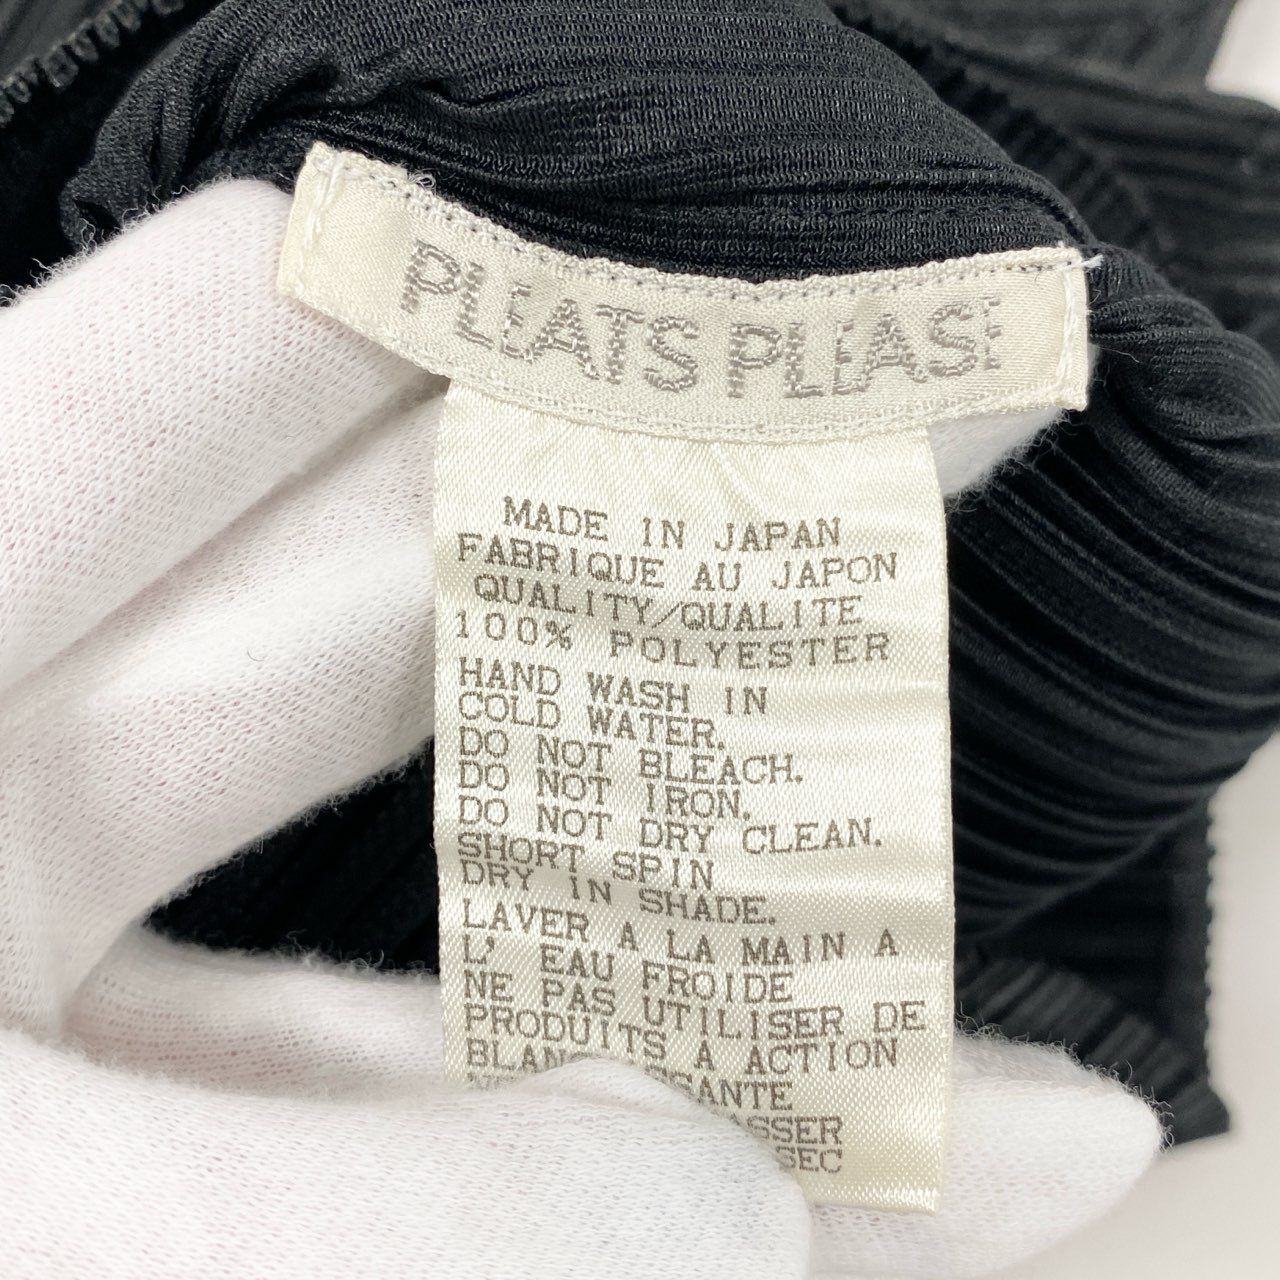 PLEATS PLEASE
MADE IN JAPAN
FABRIQUE AU JAPON
QUALITY/QUALITE
100% POLYESTER
HAND WASH IN
COLD WATER.
DO NOT BLEACH.
DO NOT IRON.
DO NOT DRY CLEAN.
SHORT SPIN
DRY IN SHADE.
LAVER A LA MAIN A
L' EAU FROIDE
NE PAS UTILISER DE
PRODUITS A ACTION